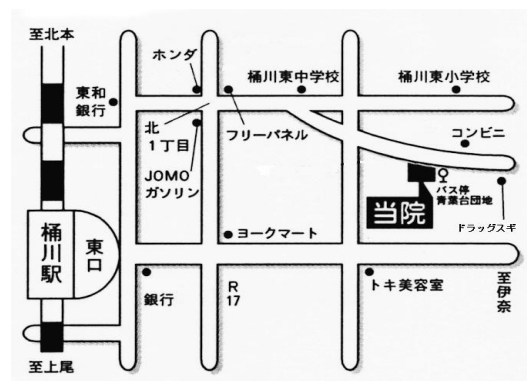 至北本
ホンダ
東和
銀行
桶川東中学校
桶川東小学校
北
1丁目
フリーパネル
コンビニ
JOMO
ガソリン
バス停
青葉台団地
当院
ドラッグスギ
桶川駅
東口
ヨークマート
銀行
R
17
トキ美容室
至伊奈
至上尾